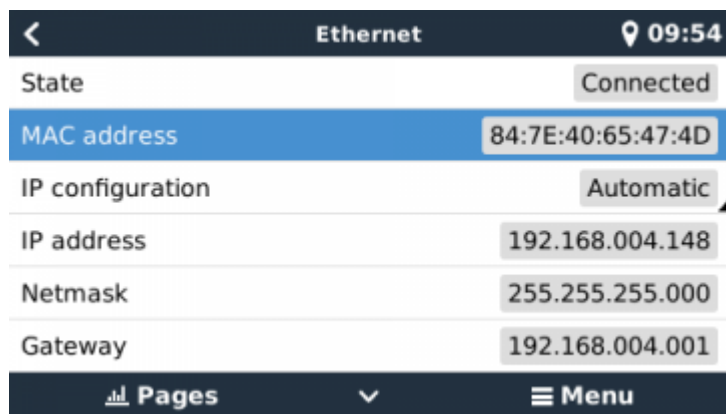 Ethernet 09:54
State Connected
MAC address 84:7E:40:65:47:4D
IP configuration Automatic
IP address 192.168.004.148
Netmask 255.255.255.000
Gateway 192.168.004.001
Pages Menu